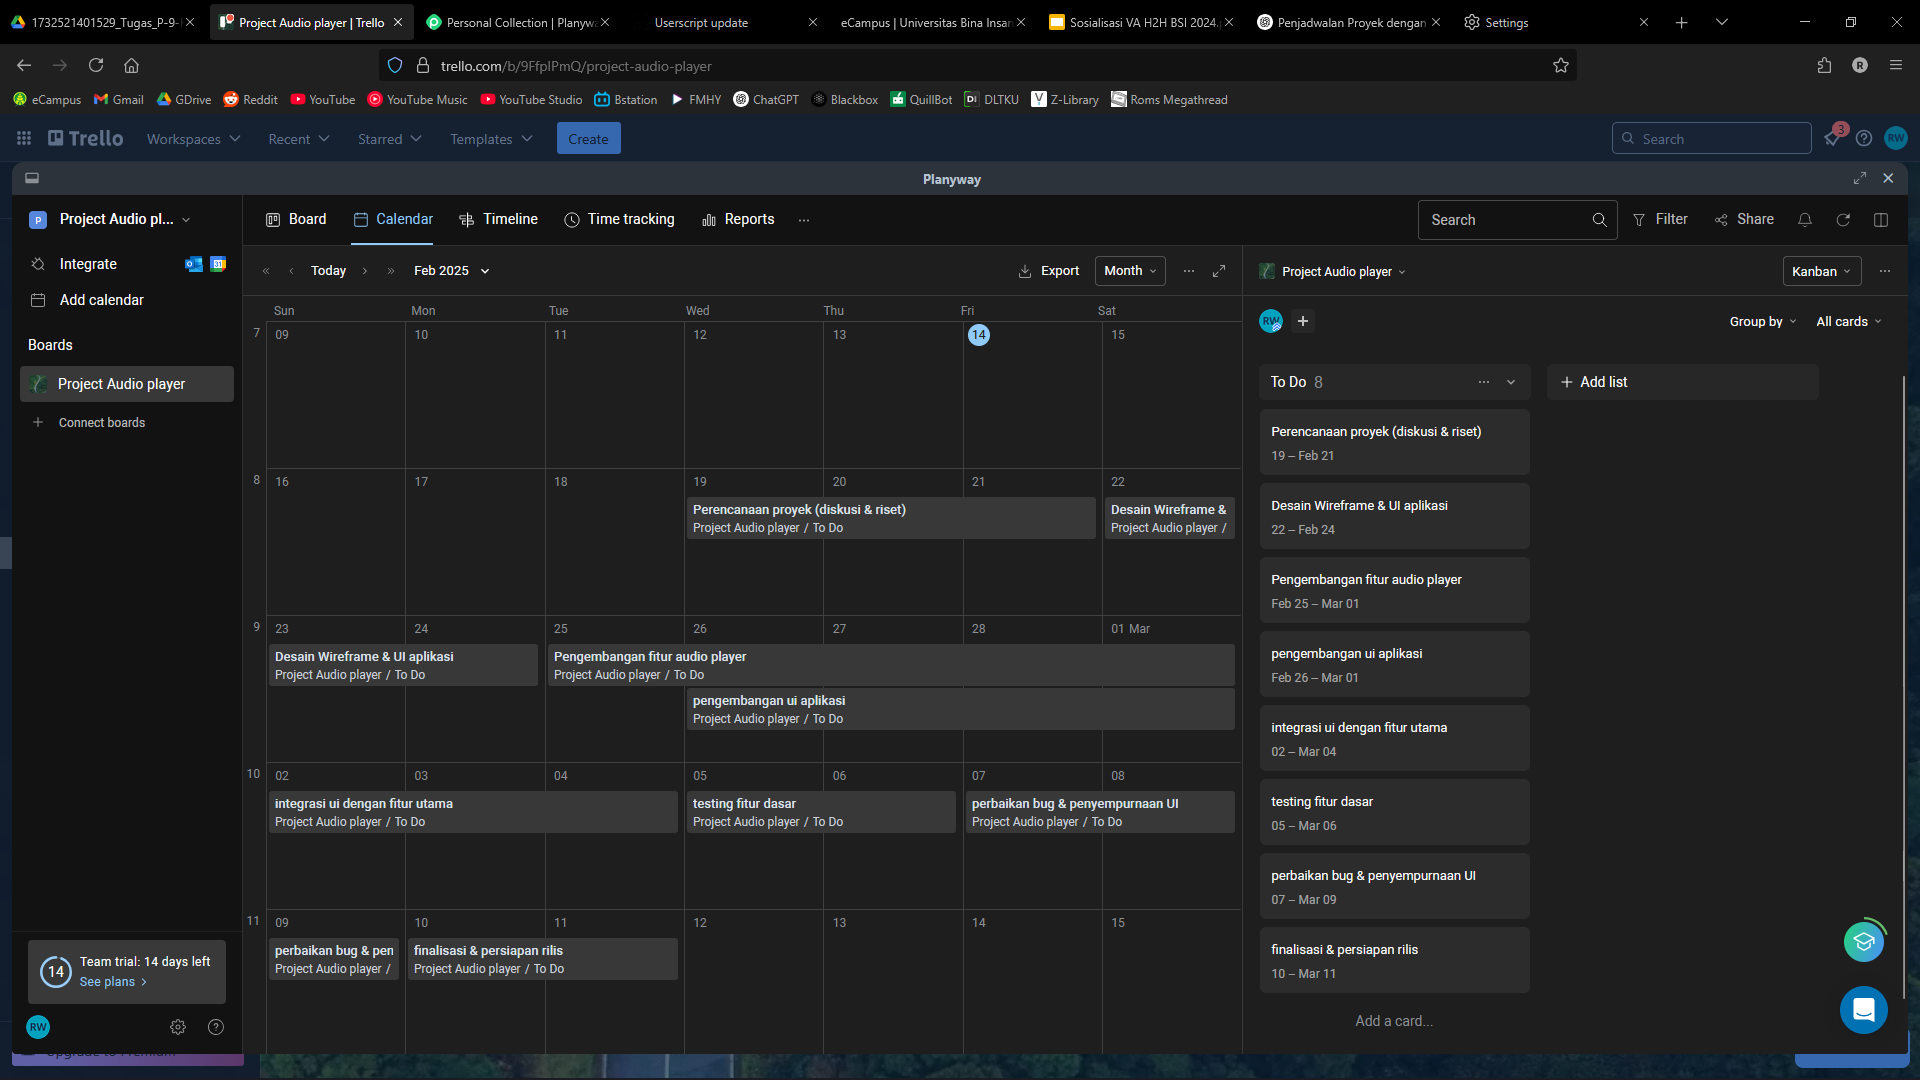 1732521401529_Tugas_P-9-
Project Audio player | Trello
Personal Collection | Planywa
Userscript update
eCampus | Universitas Bina Insan
Sosialisasi VA H2H BSI 2024.
Penjadwalan Proyek dengan
Settings
trello.com/b/9FfpIPmQ/project-audio-player
eCampus
Gmail
GDrive
Reddit
YouTube
YouTube Music
YouTube Studio
Bstation
FMHY
ChatGPT
Blackbox
QuillBot
DLTKU
Z-Library
Roms Megathread
Trello
Workspaces
Recent
Starred
Templates
Create
Search
3
RW
Planyway
P
Project Audio pl...
Board
Calendar
Timeline
Time tracking
Reports
Search
Filter
Share
Integrate
31
Add calendar
Boards
Project Audio player
Connect boards
Today
Feb 2025
Export
Month
Project Audio player
Kanban
RW
Group by
All cards
Sun Mon Tue Wed Thu Fri Sat
7 09 10 11 12 13 14 15
8 16 17 18 19 20 21 22
Perencanaan proyek (diskusi & riset)
Project Audio player / To Do
Desain Wireframe &
Project Audio player /
9 23 24 25 26 27 28 01 Mar
Desain Wireframe & UI aplikasi
Project Audio player / To Do
Pengembangan fitur audio player
Project Audio player / To Do
pengembangan ui aplikasi
Project Audio player / To Do
10 02 03 04 05 06 07 08
integrasi ui dengan fitur utama
Project Audio player / To Do
testing fitur dasar
Project Audio player / To Do
perbaikan bug & penyempurnaan UI
Project Audio player / To Do
11 09 10 11 12 13 14 15
perbaikan bug & pen
Project Audio player /
finalisasi & persiapan rilis
Project Audio player / To Do
To Do 8
Add list
Perencanaan proyek (diskusi & riset)
19 – Feb 21
Desain Wireframe & UI aplikasi
22 – Feb 24
Pengembangan fitur audio player
Feb 25 – Mar 01
pengembangan ui aplikasi
Feb 26 – Mar 01
integrasi ui dengan fitur utama
02 – Mar 04
testing fitur dasar
05 – Mar 06
perbaikan bug & penyempurnaan UI
07 – Mar 09
finalisasi & persiapan rilis
10 – Mar 11
Add a card...
14
Team trial: 14 days left
See plans
RW
Upgrade to Premium